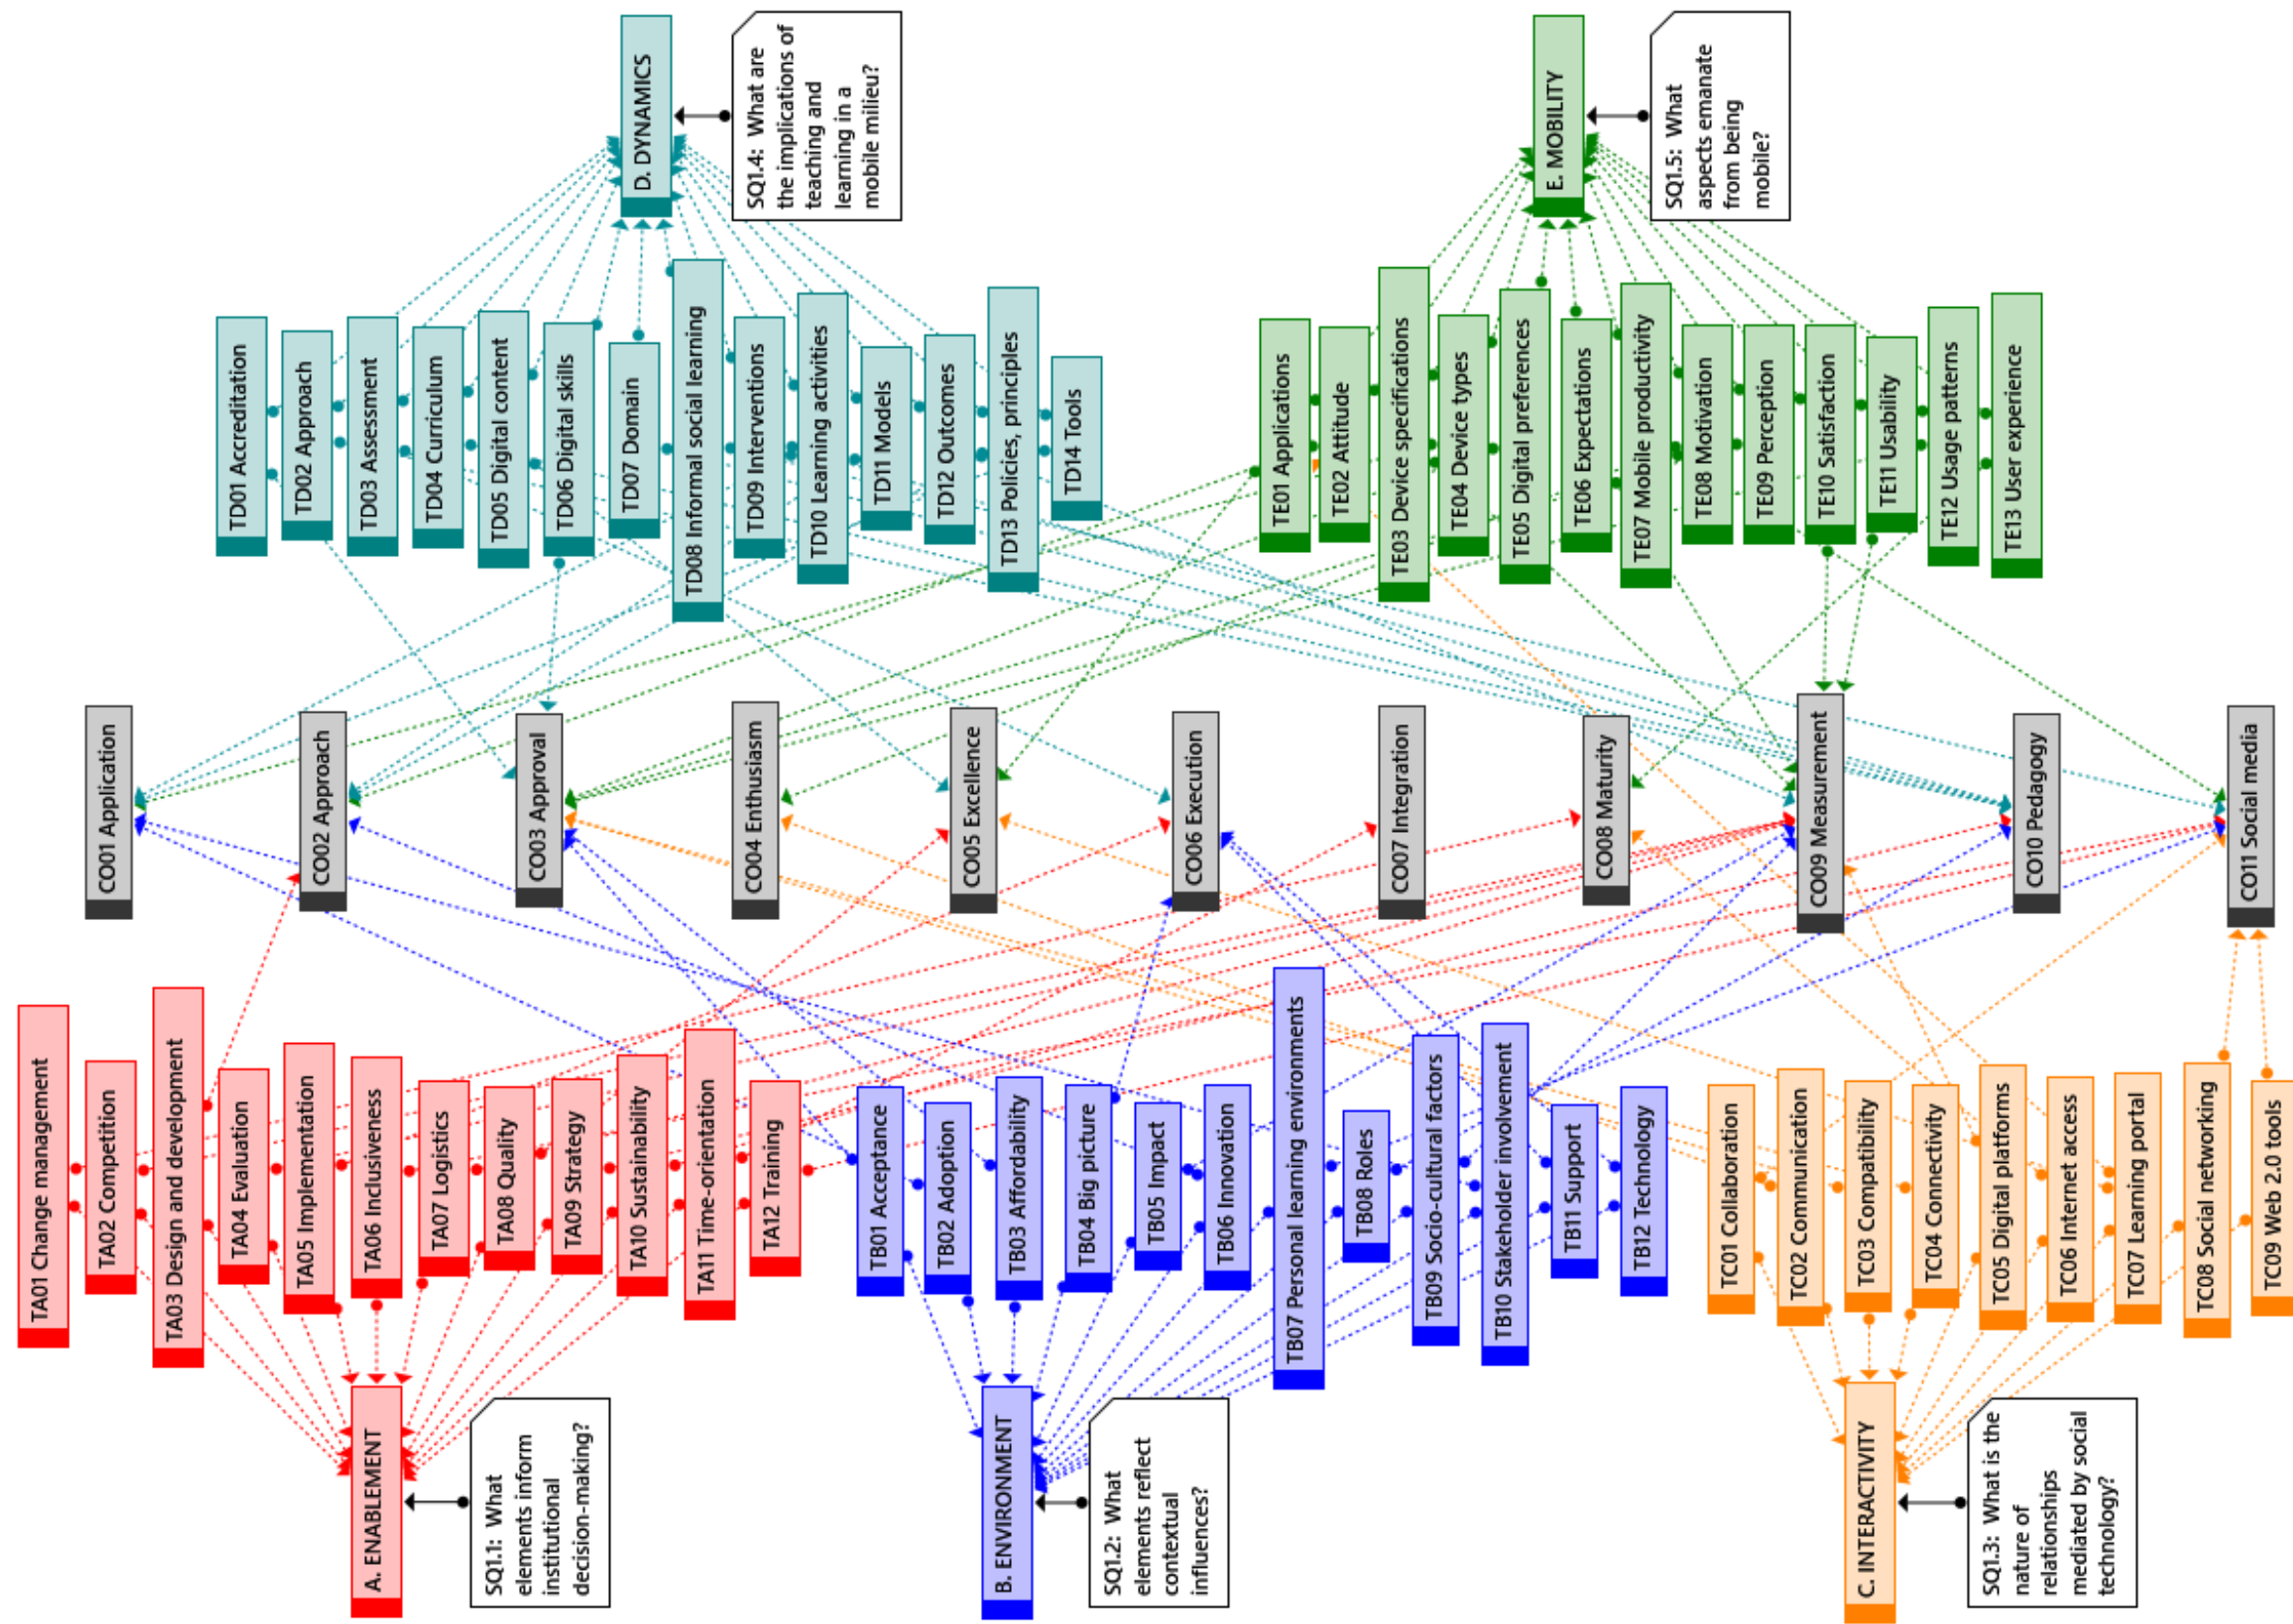 A. ENABLEMENT
SQ1.1: What
elements inform
institutional
decision-making?
B. ENVIRONMENT
SQ1.2: What
elements reflect
contextual
influences?
C. INTERACTIVITY
SQ1.3: What is the
nature of
relationships
mediated by social
technology?
TA01 Change management
TA02 Competition
TA03 Design and development
TA04 Evaluation
TA05 Implementation
TA06 Inclusiveness
TA07 Logistics
TA08 Quality
TA09 Strategy
TA10 Sustainability
TA11 Time-orientation
TA12 Training
TB01 Acceptance
TB02 Adoption
TB03 Affordability
TB04 Big picture
TB05 Impact
TB06 Innovation
TB07 Personal learning environments
TB08 Roles
TB09 Socio-cultural factors
TB10 Stakeholder involvement
TB11 Support
TB12 Technology
TC01 Collaboration
TC02 Communication
TC03 Compatibility
TC04 Connectivity
TC05 Digital platforms
TC06 Internet access
TC07 Learning portal
TC08 Social networking
TC09 Web 2.0 tools
CO01 Application
CO02 Approach
CO03 Approval
CO04 Enthusiasm
CO05 Excellence
CO06 Execution
CO07 Integration
CO08 Maturity
CO09 Measurement
CO10 Pedagogy
CO11 Social media
TD01 Accreditation
TD02 Approach
TD03 Assessment
TD04 Curriculum
TD05 Digital content
TD06 Digital skills
TD07 Domain
TD08 Informal social learning
TD09 Interventions
TD10 Learning activities
TD11 Models
TD12 Outcomes
TD13 Policies, principles
TD14 Tools
TE01 Applications
TE02 Attitude
TE03 Device specifications
TE04 Device types
TE05 Digital preferences
TE06 Expectations
TE07 Mobile productivity
TE08 Motivation
TE09 Perception
TE10 Satisfaction
TE11 Usability
TE12 Usage patterns
TE13 User experience
D. DYNAMICS
SQ1.4: What are
the implications of
teaching and
learning in a
mobile milieu?
E. MOBILITY
SQ1.5: What
aspects emanate
from being
mobile?